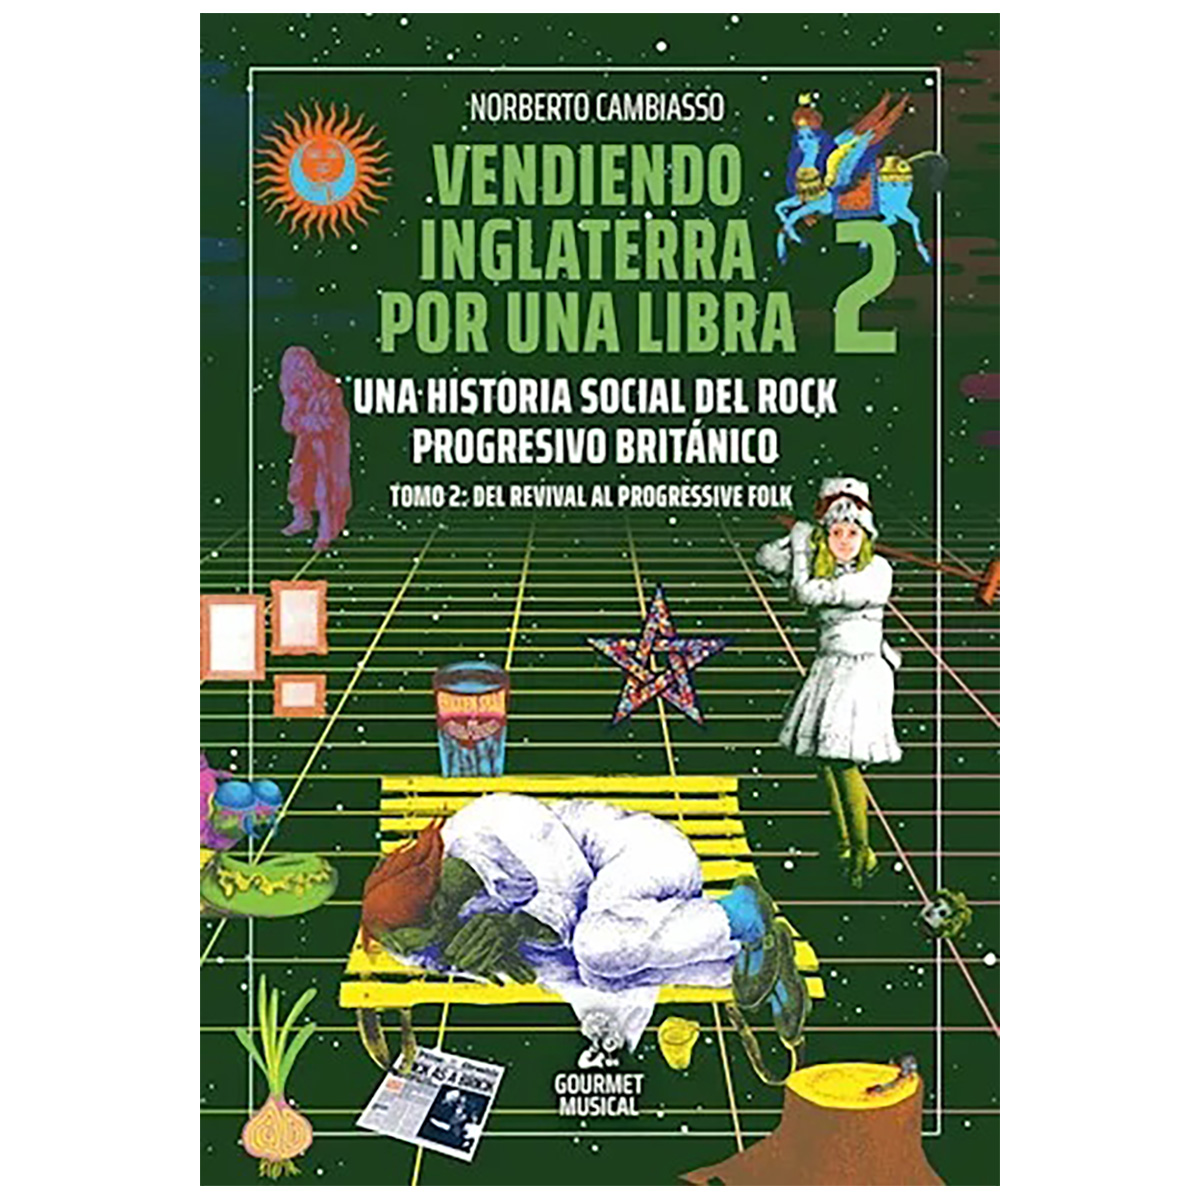 NORBERTO CAMBIASSO
VENDIENDO
INGLATERRA
POR UNA LIBRA
2
UNA HISTORIA SOCIAL DEL ROCK
PROGRESIVO BRITÁNICO
TOMO 2: DEL REVIVAL AL PROGRESSIVE FOLK
GOURMET
MUSICAL